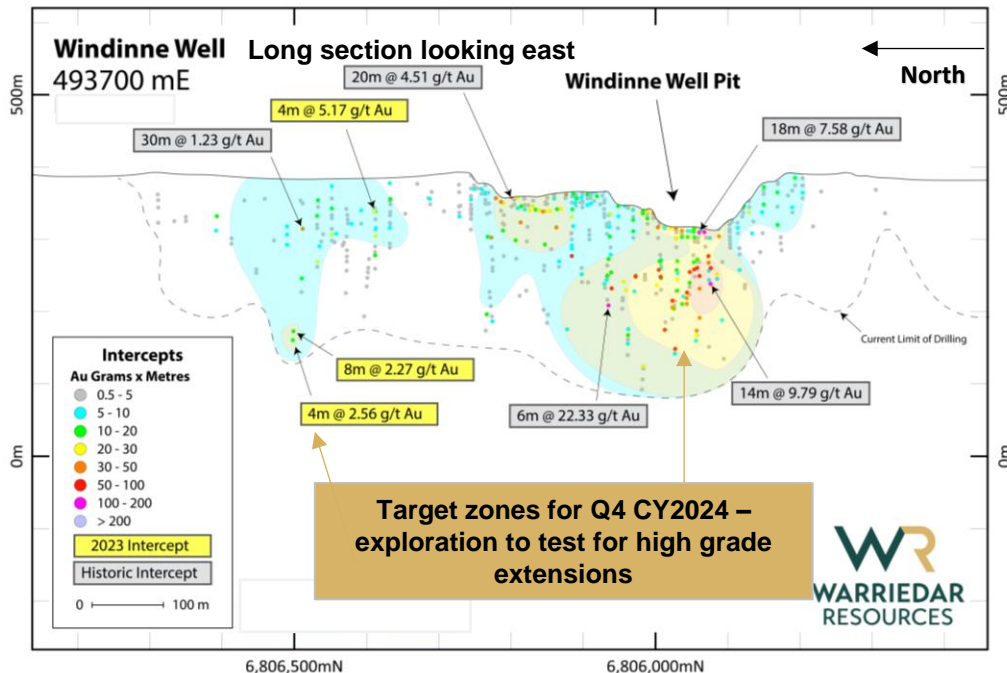 Windinne Well
Long section looking east
493700 mE
North
500m
500m
20m @ 4.51 g/t Au
Windinne Well Pit
4m @ 5.17 g/t Au
18m @ 7.58 g/t Au
30m @ 1.23 g/t Au
Current Limit of Drilling
8m @ 2.27 g/t Au
14m @ 9.79 g/t Au
4m @ 2.56 g/t Au
6m @ 22.33 g/t Au
Intercepts
Au Grams x Metres
0.5 - 5
5 - 10
10 - 20
20 - 30
30 - 50
50 - 100
100 - 200
> 200
2023 Intercept
Historic Intercept
0
100 m
0m
0m
Target zones for Q4 CY2024 –
exploration to test for high grade
extensions
WR
WARRIEDAR
RESOURCES
6,806,500mN
6,806,000mN